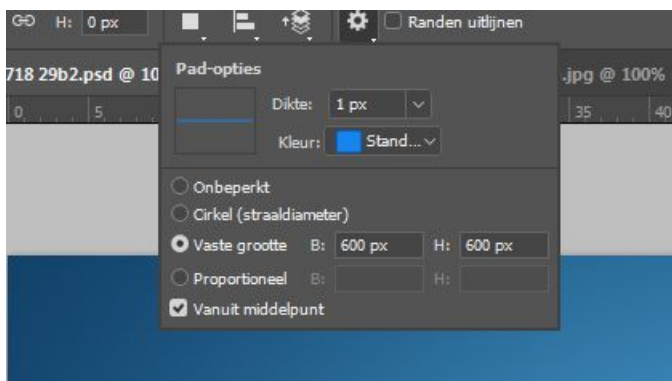 H: 0 px Randen uitlijnen
718 29b2.psd @ 10 .jpg @ 100%
0 5 35 40
Pad-opties
Dikte: 1 px
Kleur: Stand...
Onbeperkt
Cirkel (straaldiameter)
Vaste grootte B: 600 px H: 600 px
Proportioneel B: H:
Vanuit middelpunt